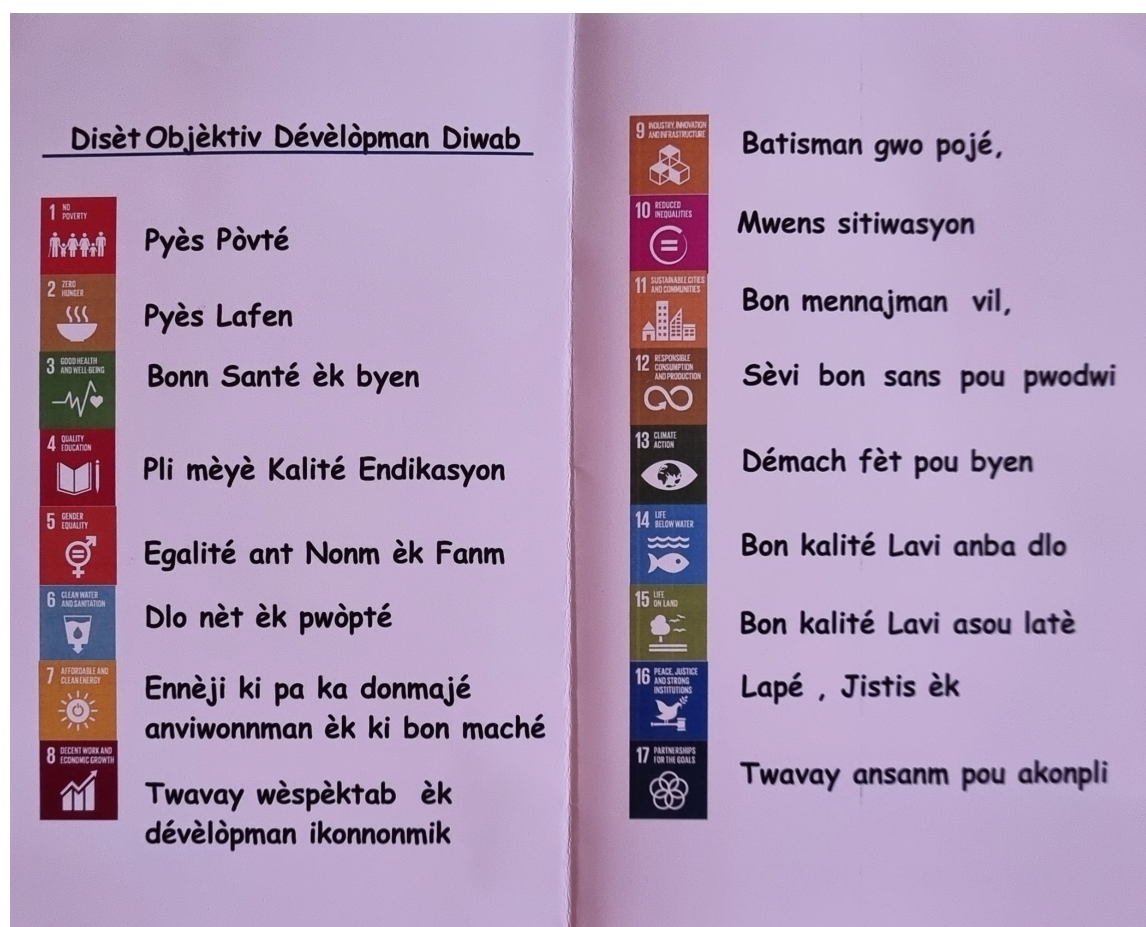 Disèt Objèktiv Dévèlòpman Diwab
1 NO
POVERTY
Pyès Pòvté
2 ZERO
HUNGER
Pyès Lafen
3 GOOD HEALTH
AND WELL-BEING
Bonn Santé èk byen
4 QUALITY
EDUCATION
Pli mèyè Kalité Endikasyon
5 GENDER
EQUALITY
Egalité ant Nonm èk Fanm
6 CLEAN WATER
AND SANITATION
Dlo nèt èk pwòpté
7 AFFORDABLE AND
CLEAN ENERGY
Ennèji ki pa ka donmajé
anviwonnman èk ki bon maché
8 DECENT WORK AND
ECONOMIC GROWTH
Twavay wèspèktab èk
dévèlòpman ikonnonmik
9 INDUSTRY, INNOVATION
AND INFRASTRUCTURE
Batisman gwo pojé,
10 REDUCED
INEQUALITIES
Mwens sitiwasyon
11 SUSTAINABLE CITIES
AND COMMUNITIES
Bon mennajman vil,
12 RESPONSIBLE
CONSUMPTION
AND PRODUCTION
Sèvi bon sans pou pwodwi
13 CLIMATE
ACTION
Démach fèt pou byen
14 LIFE
BELOW WATER
Bon kalité Lavi anba dlo
15 LIFE
ON LAND
Bon kalité Lavi asou latè
16 PEACE, JUSTICE
AND STRONG
INSTITUTIONS
Lapé , Jistis èk
17 PARTNERSHIPS
FOR THE GOALS
Twavay ansanm pou akonpli